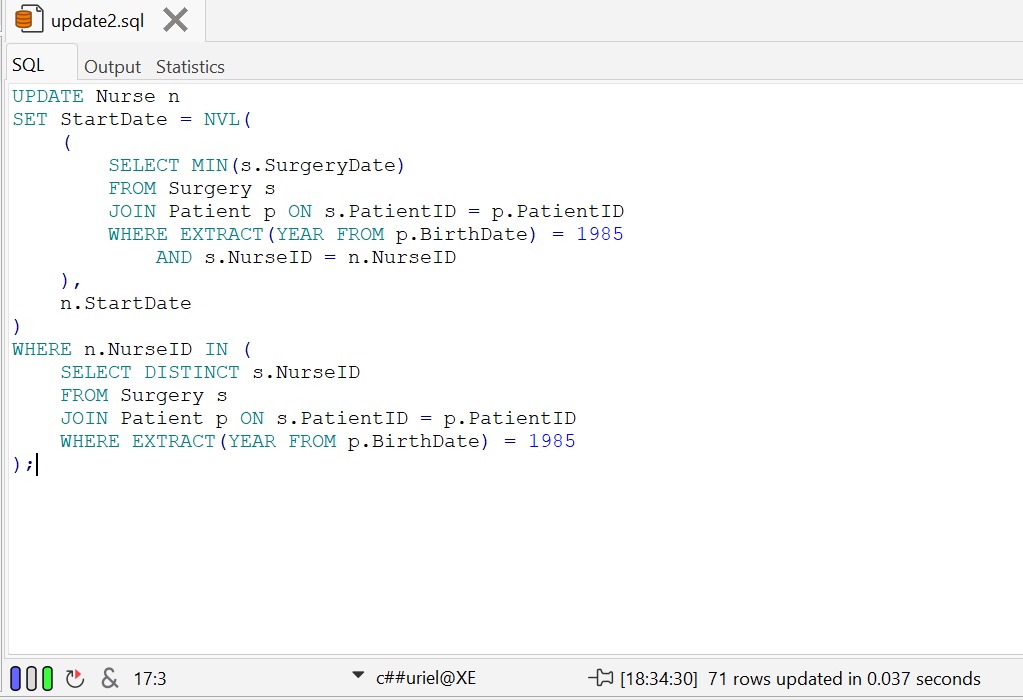 update2.sql
SQL Output Statistics
UPDATE Nurse n
SET StartDate = NVL(
    (
        SELECT MIN(s.SurgeryDate)
        FROM Surgery s
        JOIN Patient p ON s.PatientID = p.PatientID
        WHERE EXTRACT(YEAR FROM p.BirthDate) = 1985
            AND s.NurseID = n.NurseID
    ),
    n.StartDate
)
WHERE n.NurseID IN (
    SELECT DISTINCT s.NurseID
    FROM Surgery s
    JOIN Patient p ON s.PatientID = p.PatientID
    WHERE EXTRACT(YEAR FROM p.BirthDate) = 1985
);
& 17:3 c##uriel@XE [18:34:30] 71 rows updated in 0.037 seconds